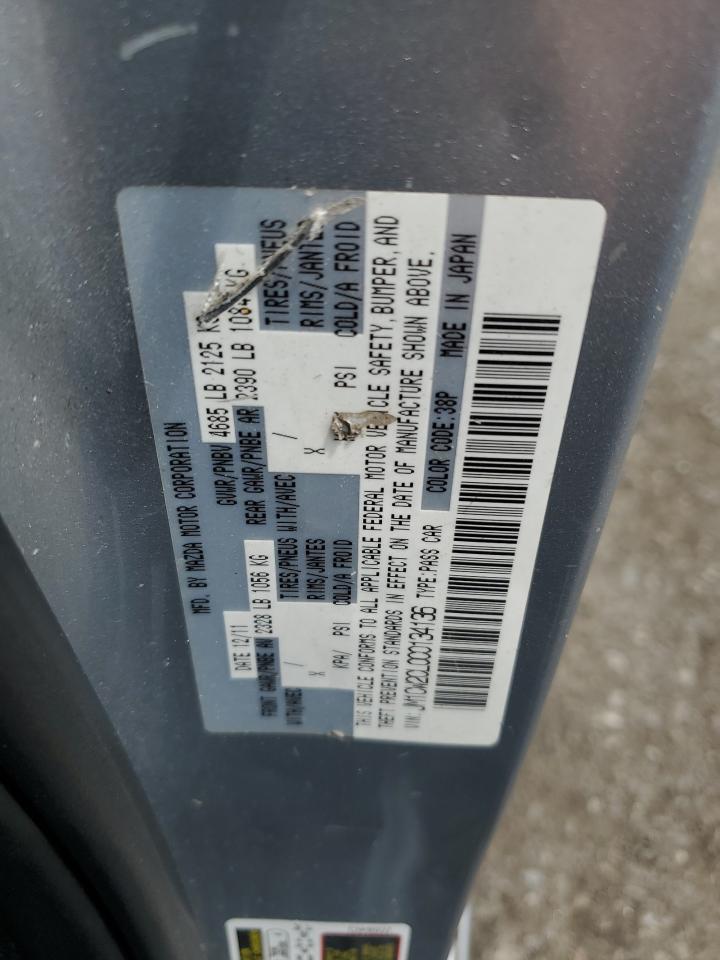 MFD. BY MAZDA MOTOR CORPORATION
DATE 12/11 GVWR/PNBV 4685 LB 2125
FRONT GAWR/PNBE AV 2328 LB 1056 KG REAR GAWR/PNBE AR 2390 LB 1084 KG
WITH/AVEC / TIRES/PNEUS WITH/AVEC / TIRES/PNEUS
X RIMS/JANTES X RIMS/JANTES
KPA/ PSI COLD/A FROID PSI COLD/A FROID
THIS VEHICLE CONFORMS TO ALL APPLICABLE FEDERAL MOTOR VEHICLE SAFETY, BUMPER, AND
THEFT PREVENTION STANDARDS IN EFFECT ON THE DATE OF MANUFACTURE SHOWN ABOVE.
VIN: JM1CW2CL0C0134136 TYPE: PASS CAR COLOR CODE: 38P MADE IN JAPAN